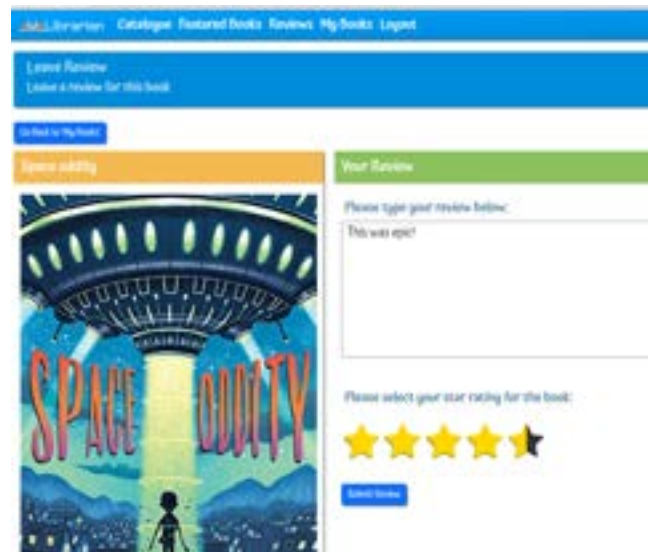 Librarian Catalogue Featured Books Reviews My Books Logout
Leave Review
Leave a review for this book
Go Back to My Books
Space oddity
SPACE ODDITY
Your Review
Please type your review below:
This was epic!
Please select your star rating for the book:
Submit Review